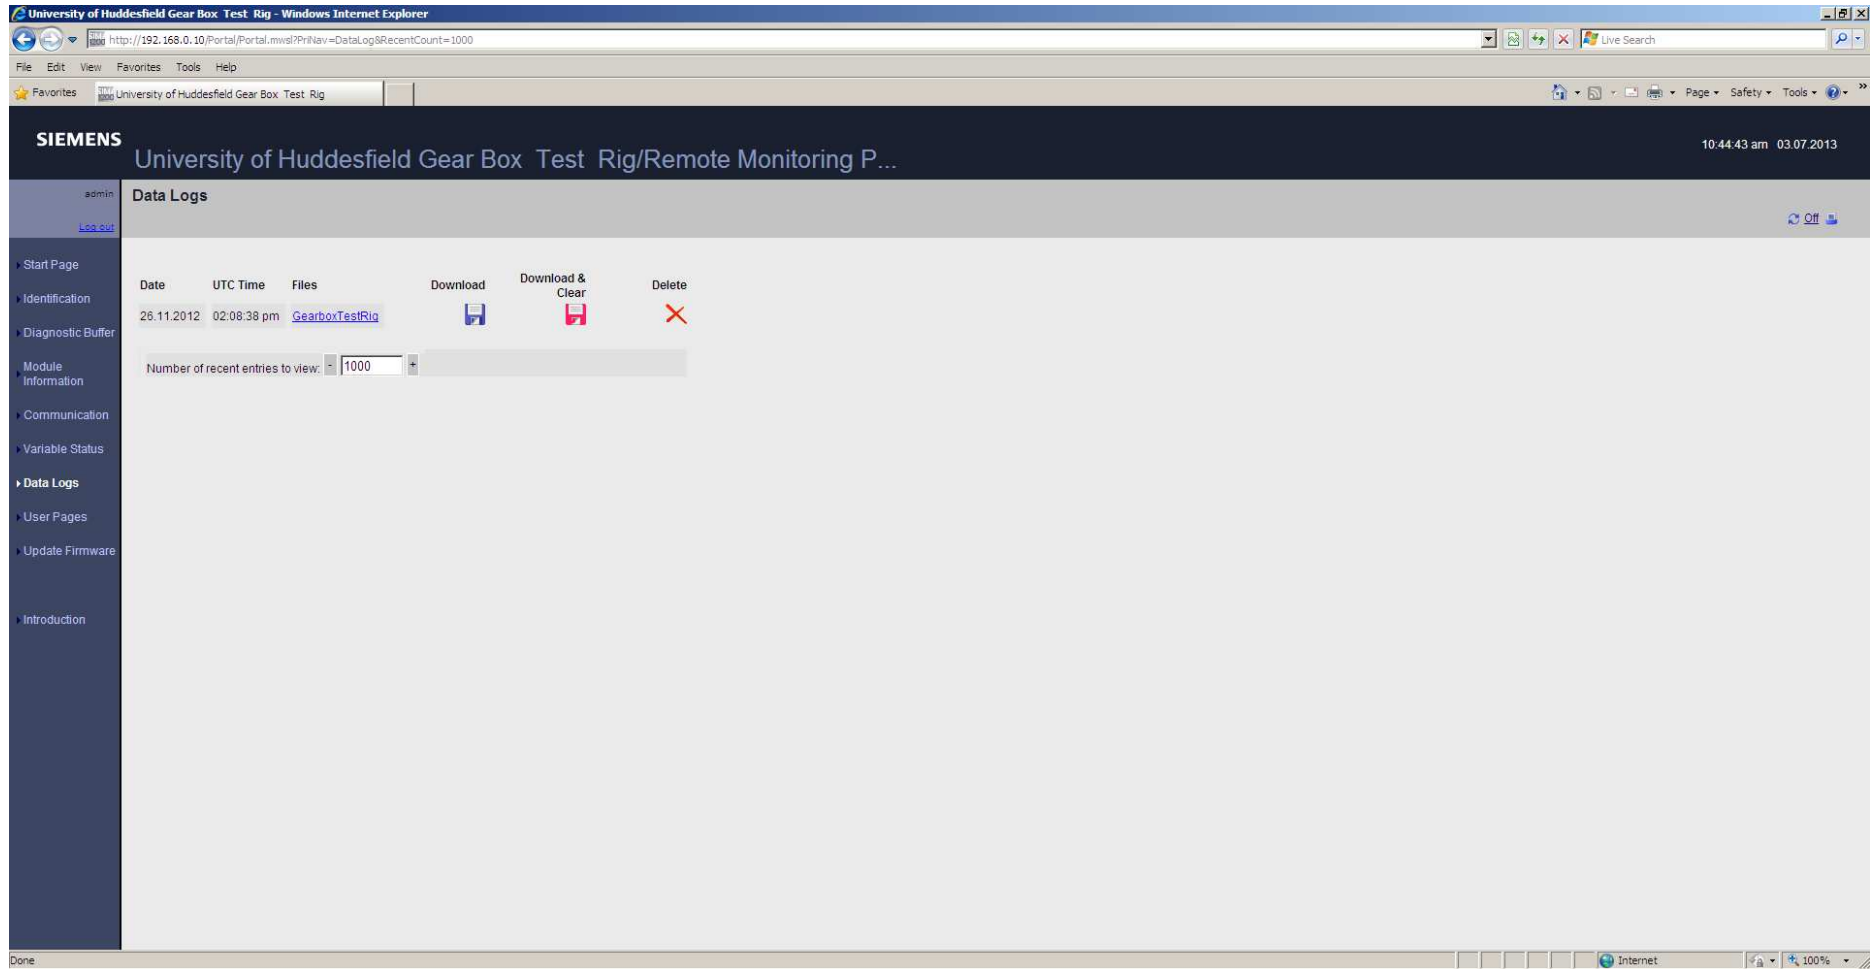 University of Huddesfield Gear Box Test Rig - Windows Internet Explorer
http://192.168.0.10/Portal/Portal.mwsl?PriNav=DataLog&RecentCount=1000
Live Search
File Edit View Favorites Tools Help
Favorites
University of Huddesfield Gear Box Test Rig
Page Safety Tools
SIEMENS
University of Huddesfield Gear Box Test Rig/Remote Monitoring P...
10:44:43 am 03.07.2013
admin
Log out
Data Logs
Off
Start Page
Identification
Diagnostic Buffer
Module
Information
Communication
Variable Status
Data Logs
User Pages
Update Firmware
Introduction
Date UTC Time Files Download Download & Clear Delete
26.11.2012 02:08:38 pm GearboxTestRig
Number of recent entries to view: - 1000 +
Done
Internet
100%